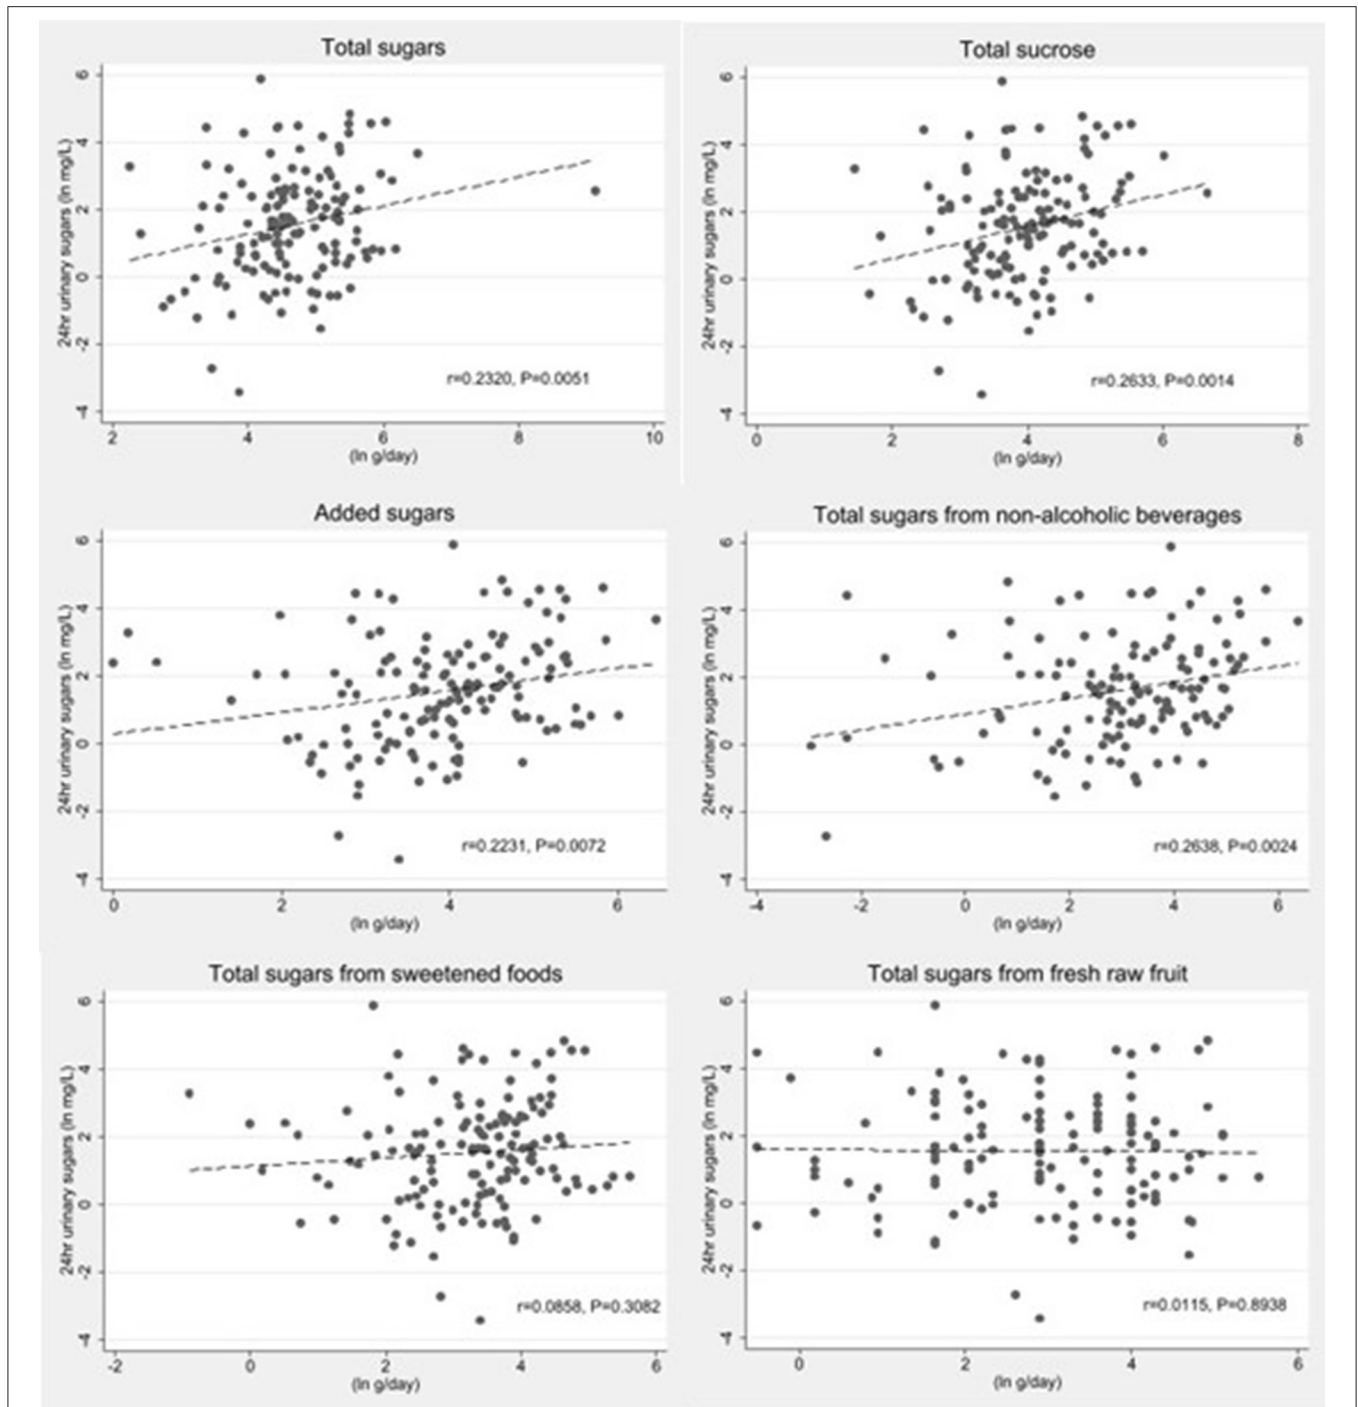 Total sugars
24hr urinary sugars (ln mg/L)
6
4
2
0
-2
-4
r=0.2320, P=0.0051
2 4 6 8 10
(ln g/day)
Total sucrose
24hr urinary sugars (ln mg/L)
6
4
2
0
-2
-4
r=0.2633, P=0.0014
0 2 4 6 8
(ln g/day)
Added sugars
24hr urinary sugars (ln mg/L)
6
4
2
0
-2
-4
r=0.2231, P=0.0072
0 2 4 6
(ln g/day)
Total sugars from non-alcoholic beverages
24hr urinary sugars (ln mg/L)
6
4
2
0
-2
-4
r=0.2638, P=0.0024
-4 -2 0 2 4 6
(ln g/day)
Total sugars from sweetened foods
24hr urinary sugars (ln mg/L)
6
4
2
0
-2
-4
r=0.0858, P=0.3082
-2 0 2 4 6
(ln g/day)
Total sugars from fresh raw fruit
24hr urinary sugars (ln mg/L)
6
4
2
0
-2
-4
r=0.0115, P=0.8938
0 2 4 6
(ln g/day)